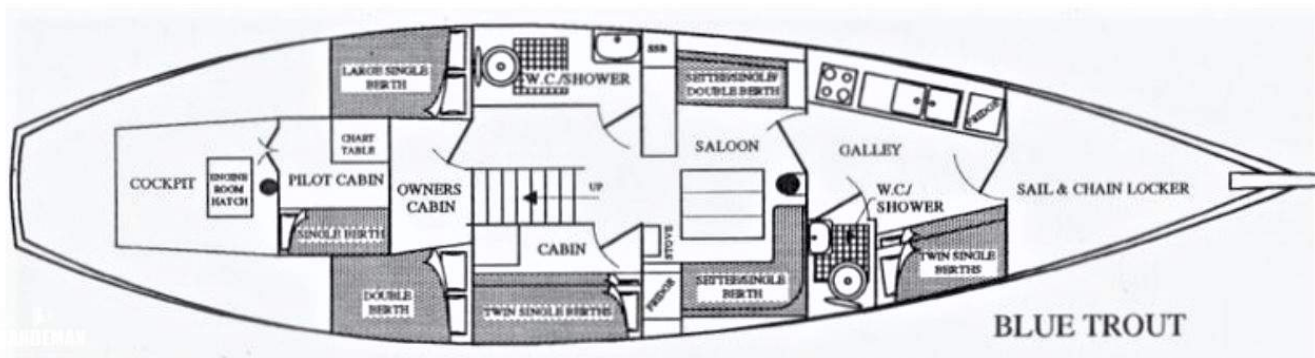 LARGE SINGLE
BERTH
W.C./SHOWER
SSB
SETTEE/SINGLE/
DOUBLE BERTH
FRIDGE
CHART
TABLE
SALOON
GALLEY
COCKPIT
ENGINE
ROOM
HATCH
PILOT CABIN
OWNERS
CABIN
UP
W.C./
SHOWER
SAIL & CHAIN LOCKER
SINGLE BERTH
CABIN
STOVE
TWIN SINGLE
BERTHS
DOUBLE
BERTH
TWIN SINGLE BERTHS
FRIDGE
SETTEE/SINGLE
BERTH
BLUE TROUT